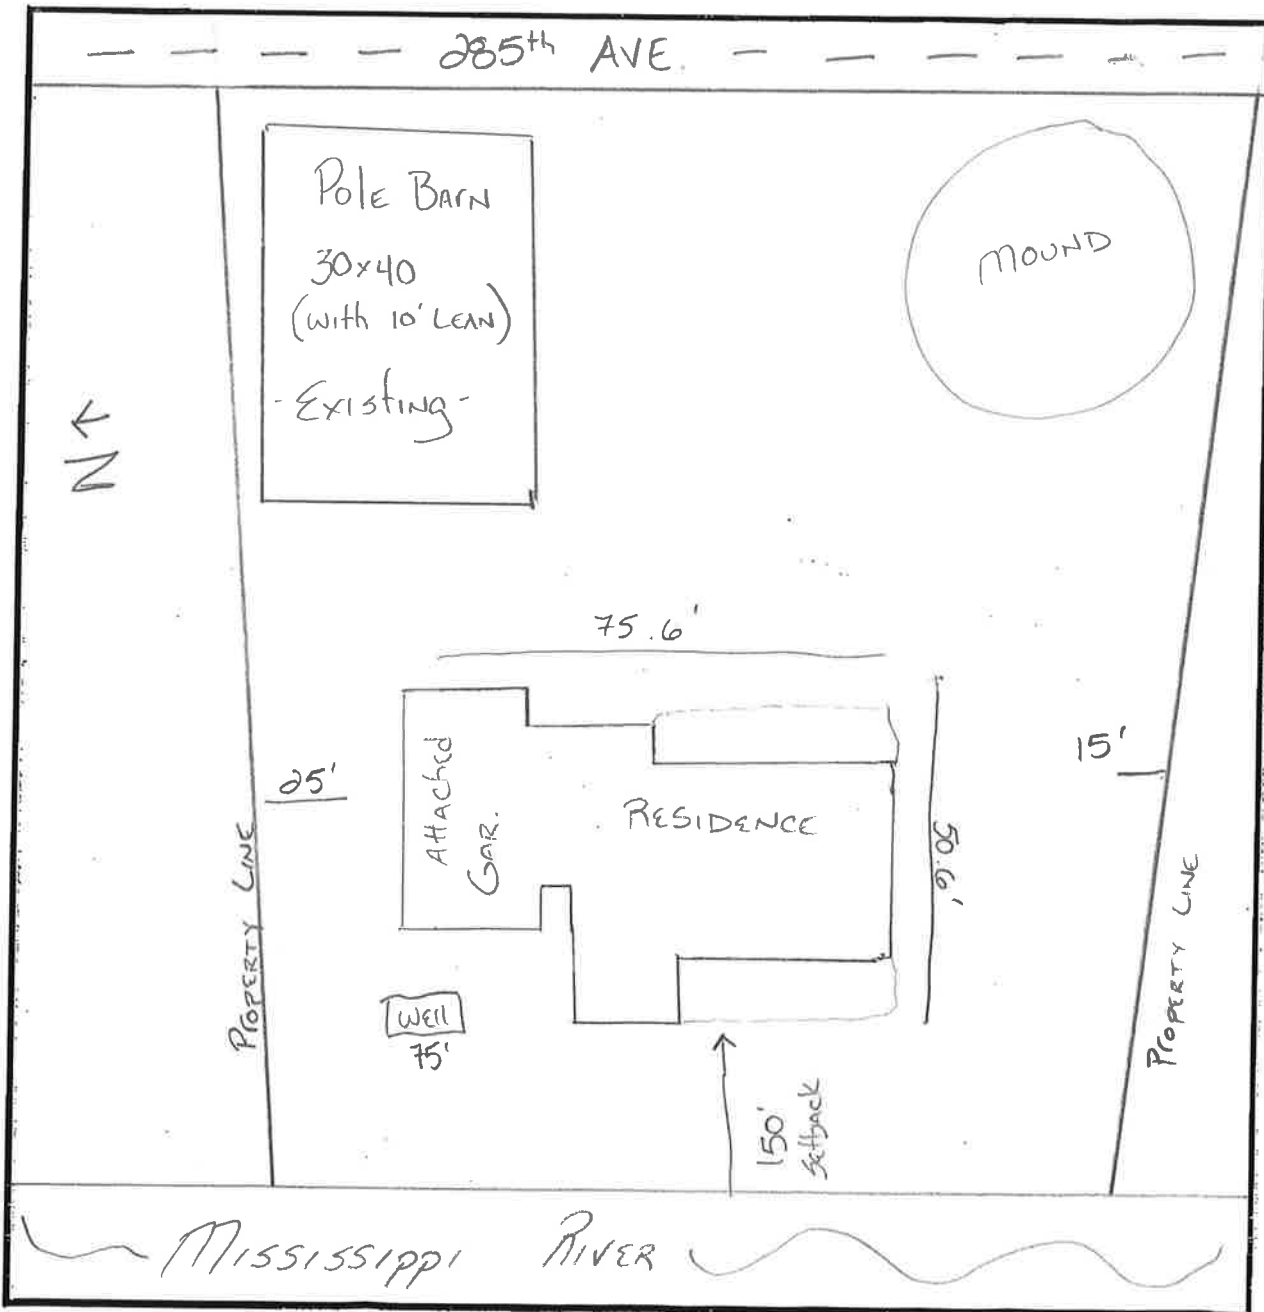 285th AVE.
Pole Barn
30x40
(with 10' LEAN)
-Existing-
MOUND
N
75.6'
Attached
GAR.
RESIDENCE
25'
15'
50.6'
Property Line
Property Line
Well
75'
150'
Setback
Mississippi River